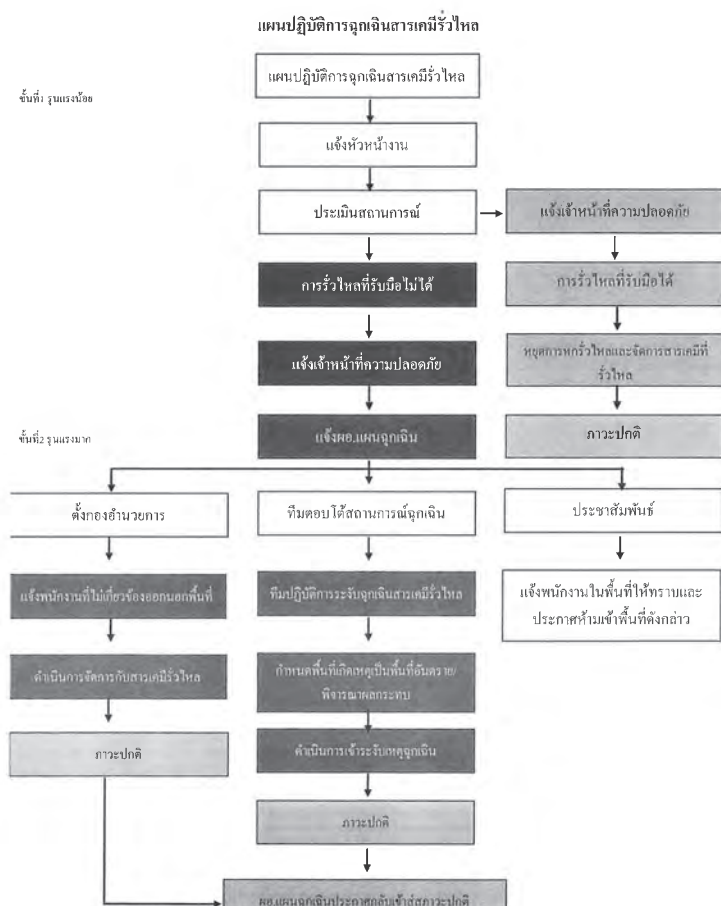 แผนปฏิบัติการฉุกเฉินสารเคมีรั่วไหล
แผนปฏิบัติการฉุกเฉินสารเคมีรั่วไหล
ขั้นที่1 รุนแรงน้อย
แจ้งหัวหน้างาน
ประเมินสถานการณ์
แจ้งเจ้าหน้าที่ความปลอดภัย
การรั่วไหลที่รับมือไม่ได้
การรั่วไหลที่รับมือได้
แจ้งเจ้าหน้าที่ความปลอดภัย
หยุดการหกรั่วไหลและจัดการสารเคมีที่
รั่วไหล
ขั้นที่2 รุนแรงมาก
แจ้งผอ.แผนฉุกเฉิน
ภาวะปกติ
ตั้งกองอำนวยการ
ทีมตอบโต้สถานการณ์ฉุกเฉิน
ประชาสัมพันธ์
แจ้งพนักงานที่ไม่เกี่ยวข้องออกนอกพื้นที่
ทีมปฏิบัติการระงับฉุกเฉินสารเคมีรั่วไหล
แจ้งพนักงานในพื้นที่ให้ทราบและ
ประกาศห้ามเข้าพื้นที่ดังกล่าว
ดำเนินการจัดการกับสารเคมีรั่วไหล
กำหนดพื้นที่เกิดเหตุเป็นพื้นที่อันตราย/
พิจารณาผลกระทบ
ภาวะปกติ
ดำเนินการเข้าระงับเหตุฉุกเฉิน
ภาวะปกติ
ผอ.แผนฉุกเฉินประกาศกลับเข้าสู่สภาวะปกติ